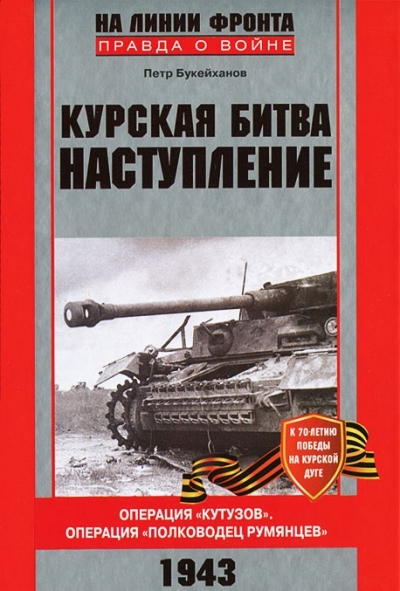 НА ЛИНИИ ФРОНТА
ПРАВДА О ВОЙНЕ
Петр Букейханов
КУРСКАЯ БИТВА
НАСТУПЛЕНИЕ
К 70-ЛЕТИЮ
ПОБЕДЫ
НА КУРСКОЙ
ДУГЕ
ОПЕРАЦИЯ «КУТУЗОВ».
ОПЕРАЦИЯ «ПОЛКОВОДЕЦ РУМЯНЦЕВ»
1943